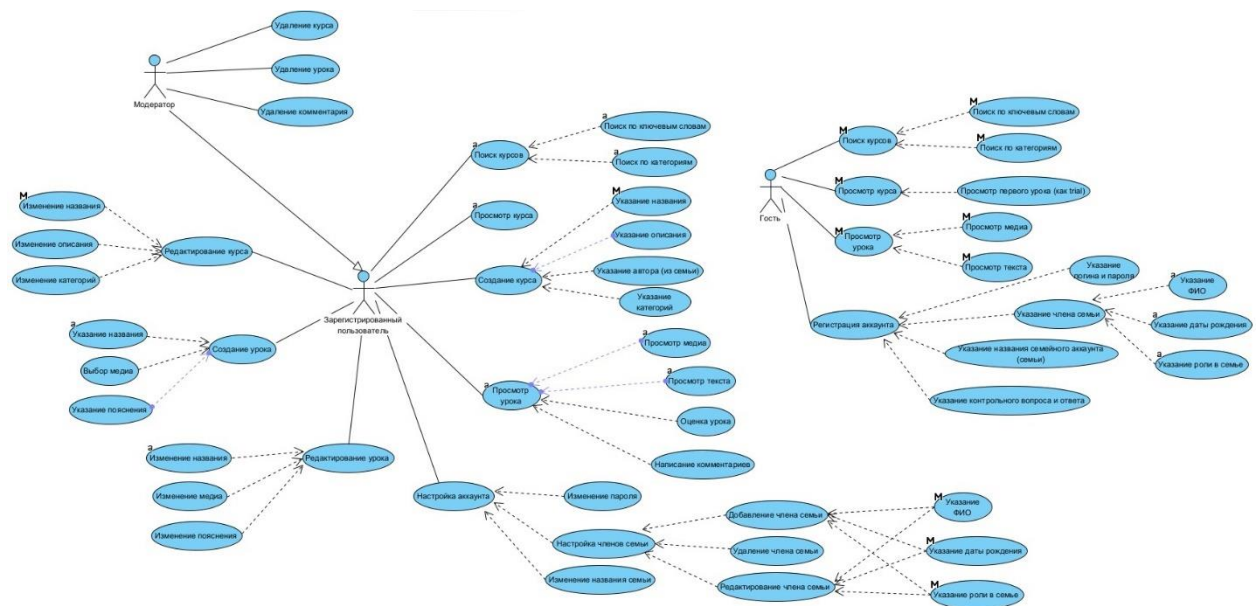 Удаление курса
Удаление урока
Удаление комментария
Модератор
a
Поиск по ключевым словам
a
Поиск курсов
a
Поиск по категориям
a
Просмотр курса
M
Указание названия
Указание описания
Создание курса
Указание автора (из семьи)
Указание
категорий
M
Изменение названия
Изменение описания
Изменение категорий
Редактирование курса
Зарегистрированный
пользователь
a
Указание названия
Выбор медиа
a
Указание пояснения
Создание урока
a
Просмотр медиа
a
Просмотр текста
a
Просмотр
урока
Оценка урока
Написание комментариев
a
Изменение названия
Изменение медиа
Изменение пояснения
Редактирование урока
Настройка аккаунта
Изменение пароля
Настройка членов семьи
Изменение названия семьи
Добавление члена семьи
Удаление члена семьи
Редактирование члена семьи
M
Указание
ФИО
M
Указание даты рождения
M
Указание роли в семье
M
Поиск по ключевым словам
M
Поиск курсов
M
Поиск по категориям
M
Просмотр курса
Просмотр первого урока (как trial)
Гость
M
Просмотр медиа
M
Просмотр
урока
M
Просмотр текста
Указание
логина и пароля
a
Указание
ФИО
Регистрация аккаунта
Указание члена семьи
a
Указание даты рождения
Указание названия семейного аккаунта
(семьи)
a
Указание роли в семье
Указание контрольного вопроса и ответа